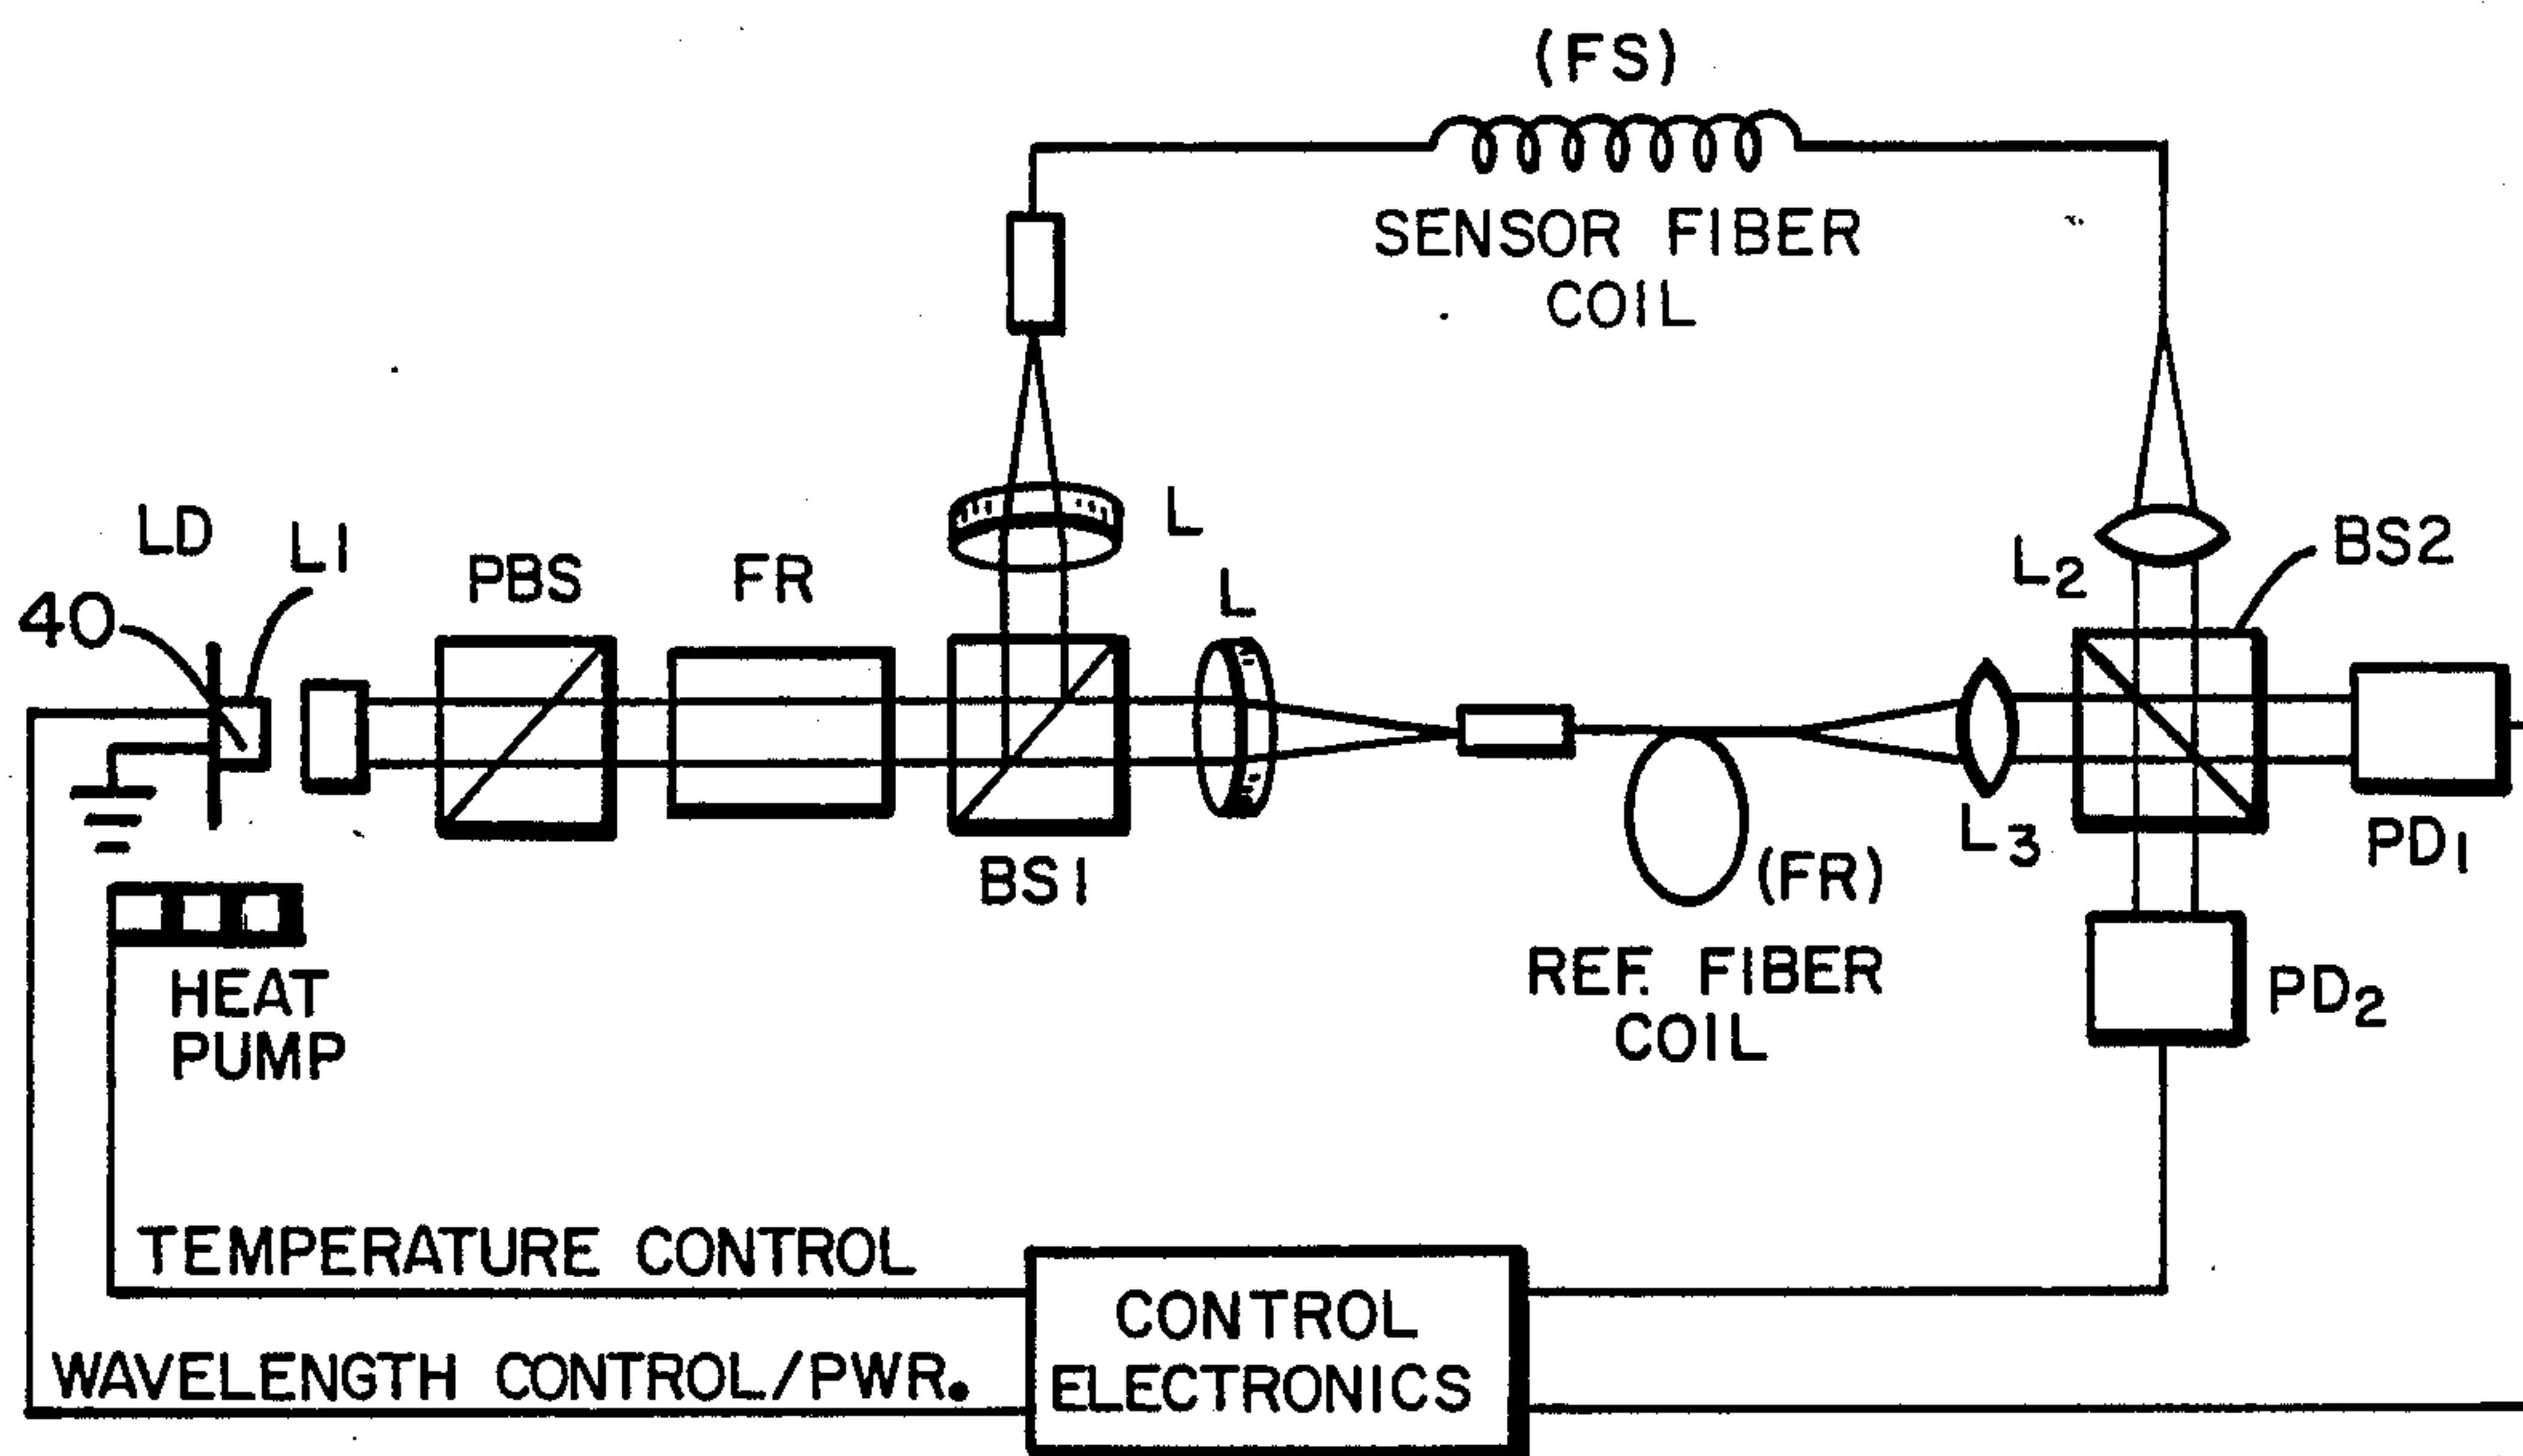 (FS)
SENSOR FIBER
COIL
LD
L1
40
PBS
FR
L
L
BS1
L2
BS2
L3
PD1
(FR)
REF. FIBER
COIL
PD2
HEAT
PUMP
TEMPERATURE CONTROL
WAVELENGTH CONTROL/PWR.
CONTROL
ELECTRONICS